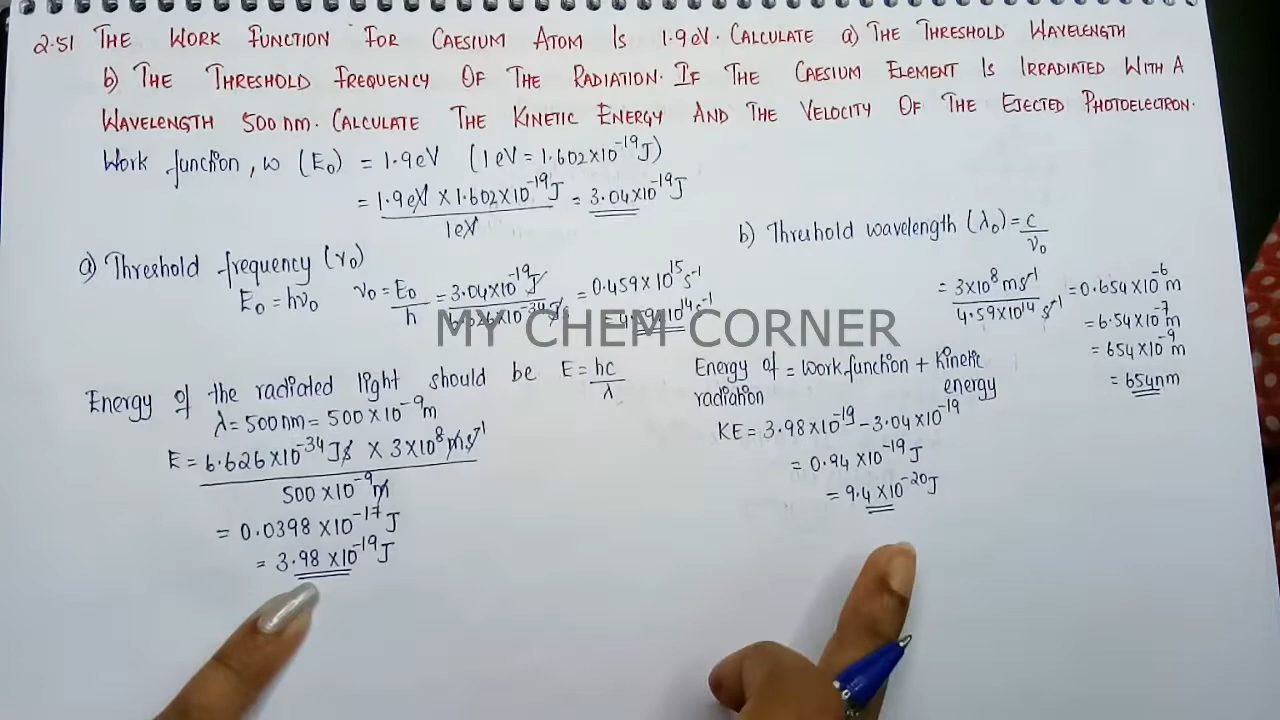 2.51 THE WORK FUNCTION FOR CAESIUM ATOM IS 1.9 eV. CALCULATE a) THE THRESHOLD WAVELENGTH
b) THE THRESHOLD FREQUENCY OF THE RADIATION. IF THE CAESIUM ELEMENT IS IRRADIATED WITH A
WAVELENGTH 500 nm. CALCULATE THE KINETIC ENERGY AND THE VELOCITY OF THE EJECTED PHOTOELECTRON.
Work function, w (E₀) = 1.9eV (1eV = 1.602×10⁻¹⁹J)
= 1.9eV × 1.602×10⁻¹⁹J / 1eV = 3.04×10⁻¹⁹J
a) Threshold frequency (ν₀)
E₀ = hν₀ ν₀ = E₀/h = 3.04×10⁻¹⁹J / 6.626×10⁻³⁴Js = 0.459×10¹⁵s⁻¹
= 4.59×10¹⁴s⁻¹
b) Threshold wavelength (λ₀) = c/ν₀
= 3×10⁸ms⁻¹ / 4.59×10¹⁴s⁻¹ = 0.654×10⁻⁶m
= 6.54×10⁻⁷m
= 654×10⁻⁹m
= 654nm
MY CHEM CORNER
Energy of the radiated light should be E = hc/λ
λ = 500nm = 500×10⁻⁹m
E = 6.626×10⁻³⁴Js × 3×10⁸ms⁻¹ / 500×10⁻⁹m
= 0.0398×10⁻¹⁷J
= 3.98×10⁻¹⁹J
Energy of radiation = work function + kinetic energy
KE = 3.98×10⁻¹⁹ − 3.04×10⁻¹⁹
= 0.94×10⁻¹⁹J
= 9.4×10⁻²⁰J